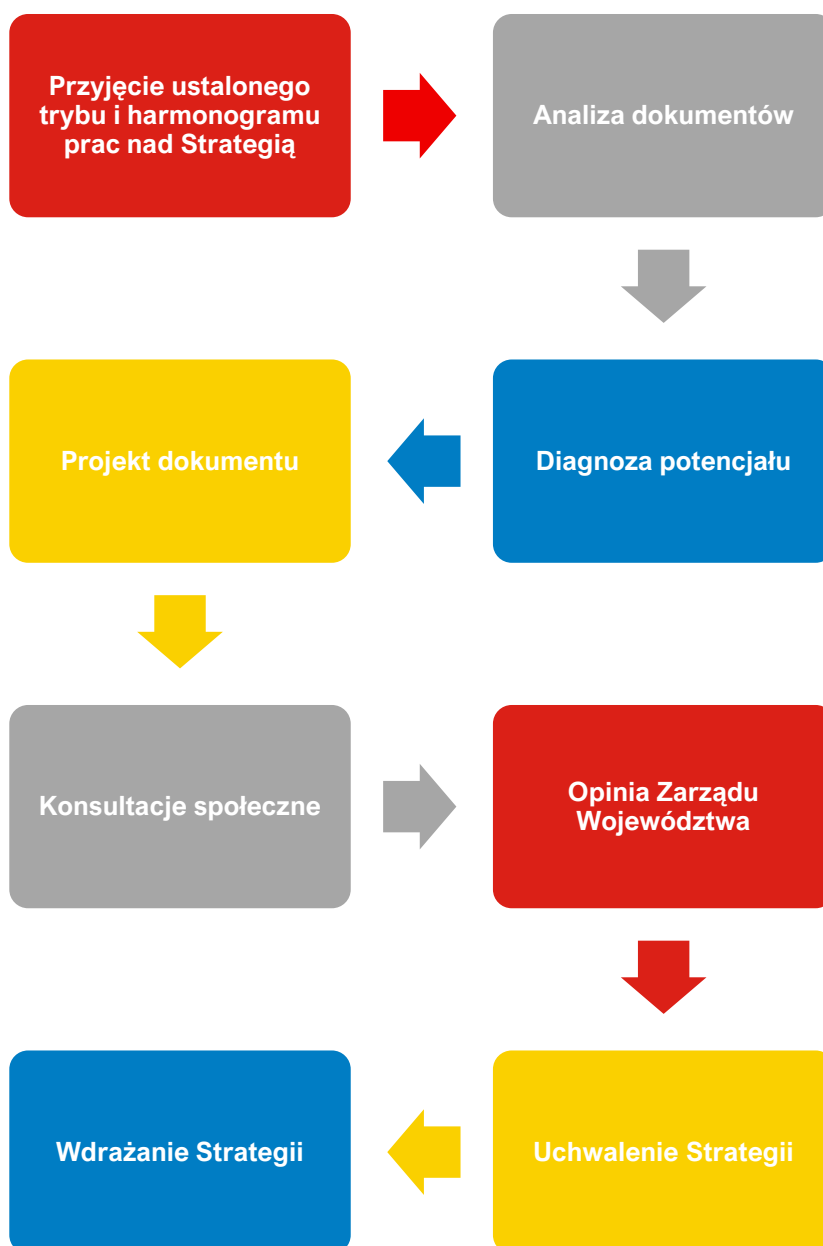 Przyjęcie ustalonego
trybu i harmonogramu
prac nad Strategią
Analiza dokumentów
Diagnoza potencjału
Projekt dokumentu
Konsultacje społeczne
Opinia Zarządu
Województwa
Uchwalenie Strategii
Wdrażanie Strategii